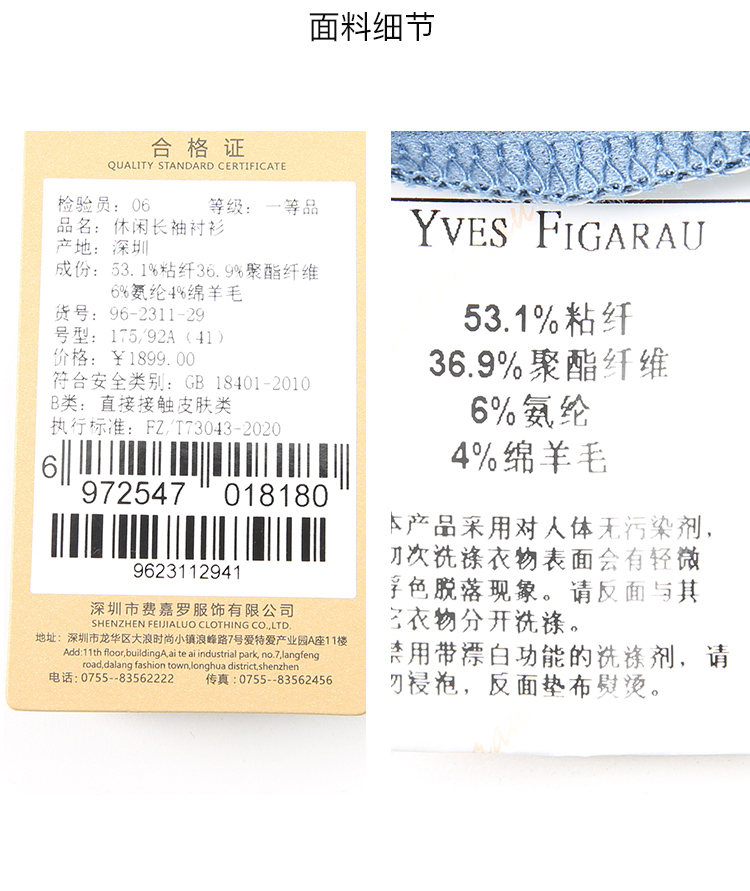 面料细节
合格证
QUALITY STANDARD CERTIFICATE
检验员：06 等级：一等品
品名：休闲长袖衬衫
产地：深圳
成份：53.1%粘纤36.9%聚酯纤维
6%氨纶4%绵羊毛
货号：96-2311-29
号型：175/92A（41）
价格：￥1899.00
符合安全类别：GB 18401-2010
B类：直接接触皮肤类
执行标准：FZ/T73043-2020
6 972547 018180
9623112941
深圳市费嘉罗服饰有限公司
SHENZHEN FEIJIALUO CLOTHING CO.,LTD.
地址：深圳市龙华区大浪时尚小镇浪峰路7号爱特爱产业园A座11楼
Add:11th floor,buildingA,ai te ai industrial park, no.7,langfeng
road,dalang fashion town,longhua district,shenzhen
电话：0755--83562222 传真：0755--83562456
YVES FIGARAU
53.1%粘纤
36.9%聚酯纤维
6%氨纶
4%绵羊毛
本产品采用对人体无污染剂，
初次洗涤衣物表面会有轻微
浮色脱落现象。请反面与其
它衣物分开洗涤。
禁用带漂白功能的洗涤剂，请
勿浸泡，反面垫布熨烫。